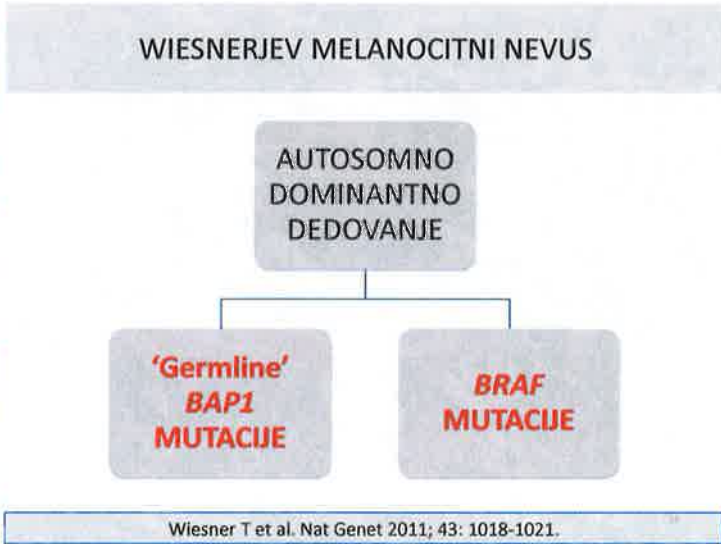 WIESNERJEV MELANOCITNI NEVUS
AUTOSOMNO
DOMINANTNO
DEDOVANJE
'Germline'
BAP1
MUTACIJE
BRAF
MUTACIJE
Wiesner T et al. Nat Genet 2011; 43: 1018-1021.